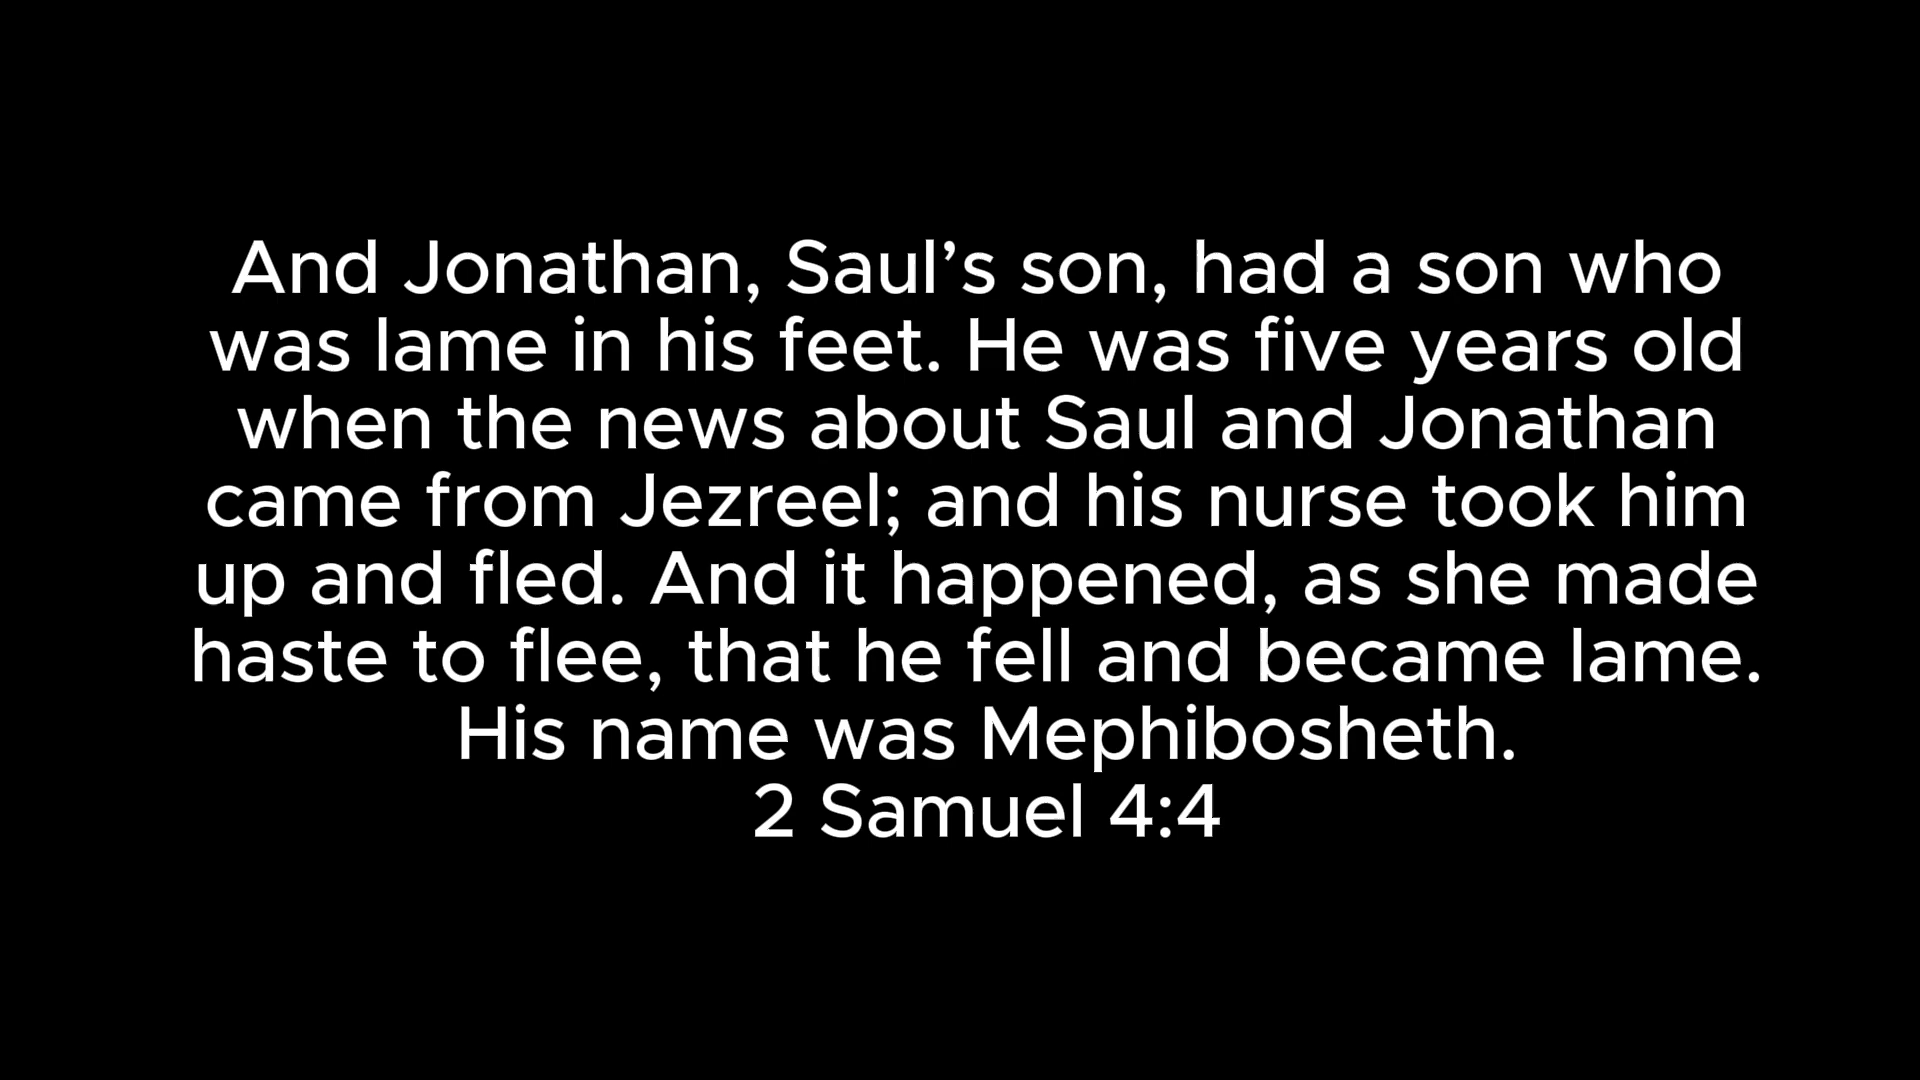 And Jonathan, Saul’s son, had a son who
was lame in his feet. He was five years old
when the news about Saul and Jonathan
came from Jezreel; and his nurse took him
up and fled. And it happened, as she made
haste to flee, that he fell and became lame.
His name was Mephibosheth.
2 Samuel 4:4